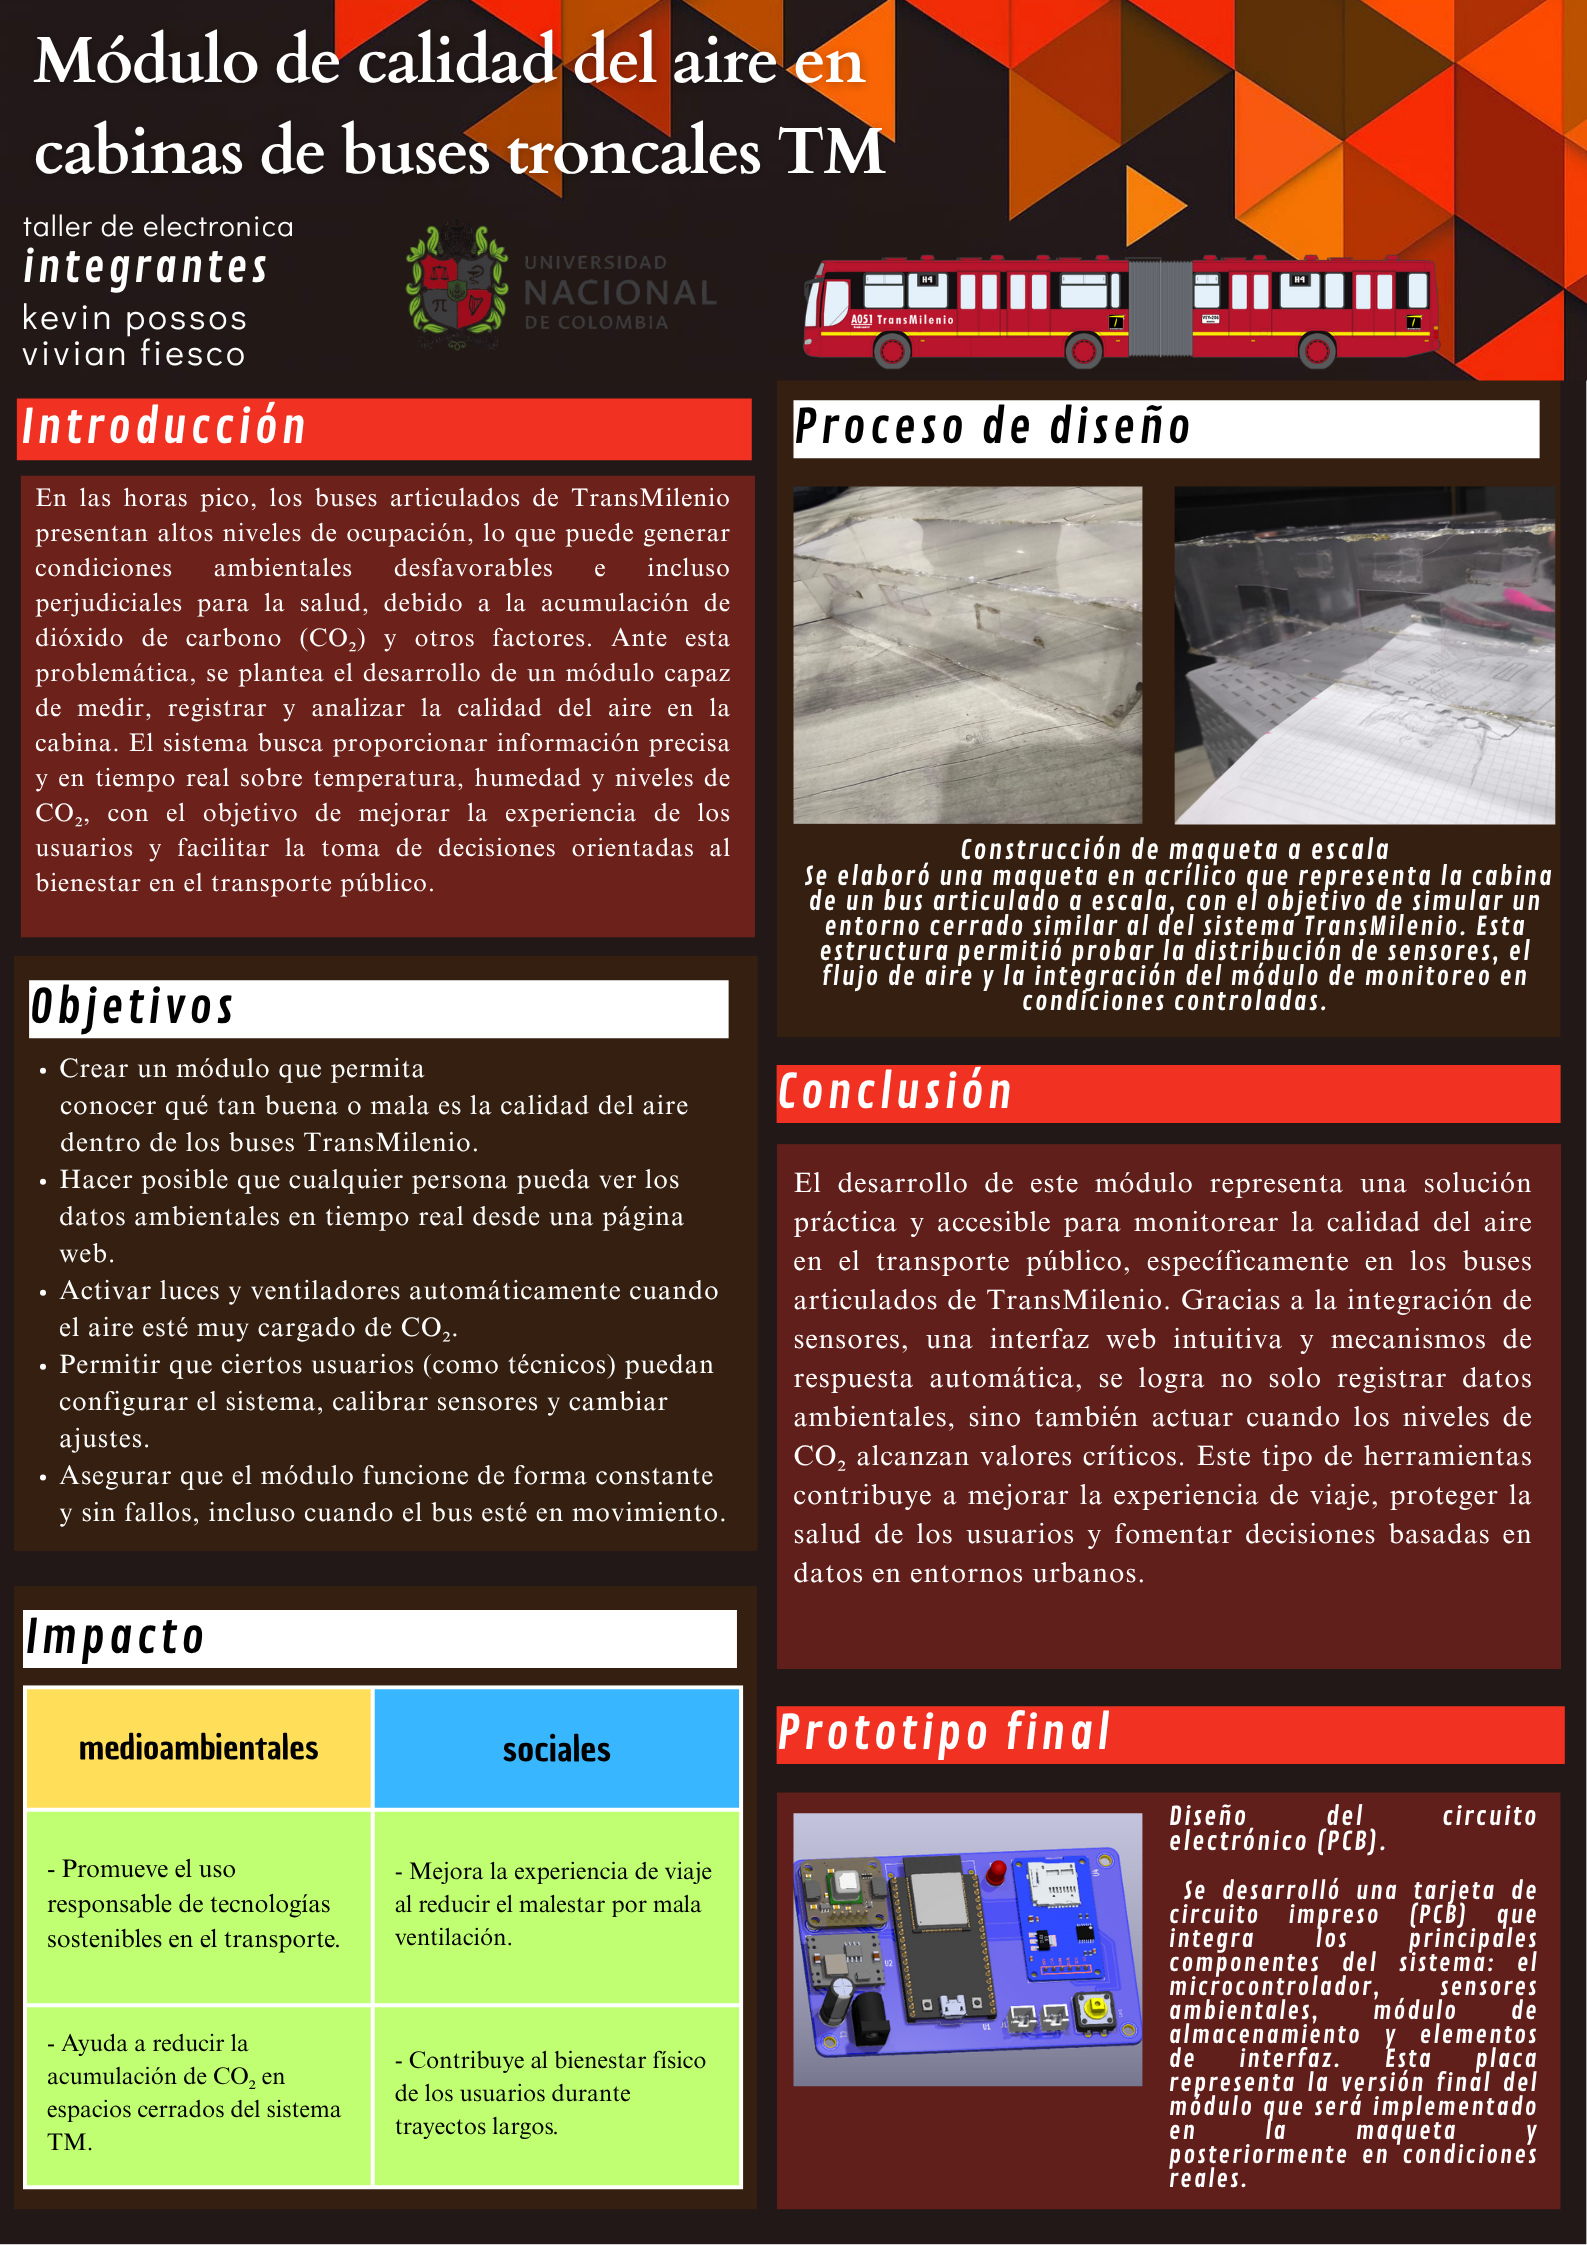 Módulo de calidad del aire en
cabinas de buses troncales TM
taller de electronica
integrantes
kevin possos
vivian fiesco
UNIVERSIDAD
NACIONAL
DE COLOMBIA
H4
H4
A051 TransMilenio
Introducción
En las horas pico, los buses articulados de TransMilenio
presentan altos niveles de ocupación, lo que puede generar
condiciones ambientales desfavorables e incluso
perjudiciales para la salud, debido a la acumulación de
dióxido de carbono (CO₂) y otros factores. Ante esta
problemática, se plantea el desarrollo de un módulo capaz
de medir, registrar y analizar la calidad del aire en la
cabina. El sistema busca proporcionar información precisa
y en tiempo real sobre temperatura, humedad y niveles de
CO₂, con el objetivo de mejorar la experiencia de los
usuarios y facilitar la toma de decisiones orientadas al
bienestar en el transporte público.
Objetivos
• Crear un módulo que permita
conocer qué tan buena o mala es la calidad del aire
dentro de los buses TransMilenio.
• Hacer posible que cualquier persona pueda ver los
datos ambientales en tiempo real desde una página
web.
• Activar luces y ventiladores automáticamente cuando
el aire esté muy cargado de CO₂.
• Permitir que ciertos usuarios (como técnicos) puedan
configurar el sistema, calibrar sensores y cambiar
ajustes.
• Asegurar que el módulo funcione de forma constante
y sin fallos, incluso cuando el bus esté en movimiento.
Impacto
medioambientales
sociales
- Promueve el uso
responsable de tecnologías
sostenibles en el transporte.
- Mejora la experiencia de viaje
al reducir el malestar por mala
ventilación.
- Ayuda a reducir la
acumulación de CO₂ en
espacios cerrados del sistema
TM.
- Contribuye al bienestar físico
de los usuarios durante
trayectos largos.
Proceso de diseño
Construcción de maqueta a escala
Se elaboró una maqueta en acrílico que representa la cabina
de un bus articulado a escala, con el objetivo de simular un
entorno cerrado similar al del sistema TransMilenio. Esta
estructura permitió probar la distribución de sensores, el
flujo de aire y la integración del módulo de monitoreo en
condiciones controladas.
Conclusión
El desarrollo de este módulo representa una solución
práctica y accesible para monitorear la calidad del aire
en el transporte público, específicamente en los buses
articulados de TransMilenio. Gracias a la integración de
sensores, una interfaz web intuitiva y mecanismos de
respuesta automática, se logra no solo registrar datos
ambientales, sino también actuar cuando los niveles de
CO₂ alcanzan valores críticos. Este tipo de herramientas
contribuye a mejorar la experiencia de viaje, proteger la
salud de los usuarios y fomentar decisiones basadas en
datos en entornos urbanos.
Prototipo final
U2
U1
Diseño del circuito
electrónico (PCB).
Se desarrolló una tarjeta de
circuito impreso (PCB) que
integra los principales
componentes del sistema: el
microcontrolador, sensores
ambientales, módulo de
almacenamiento y elementos
de interfaz. Esta placa
representa la versión final del
módulo que será implementado
en la maqueta y
posteriormente en condiciones
reales.